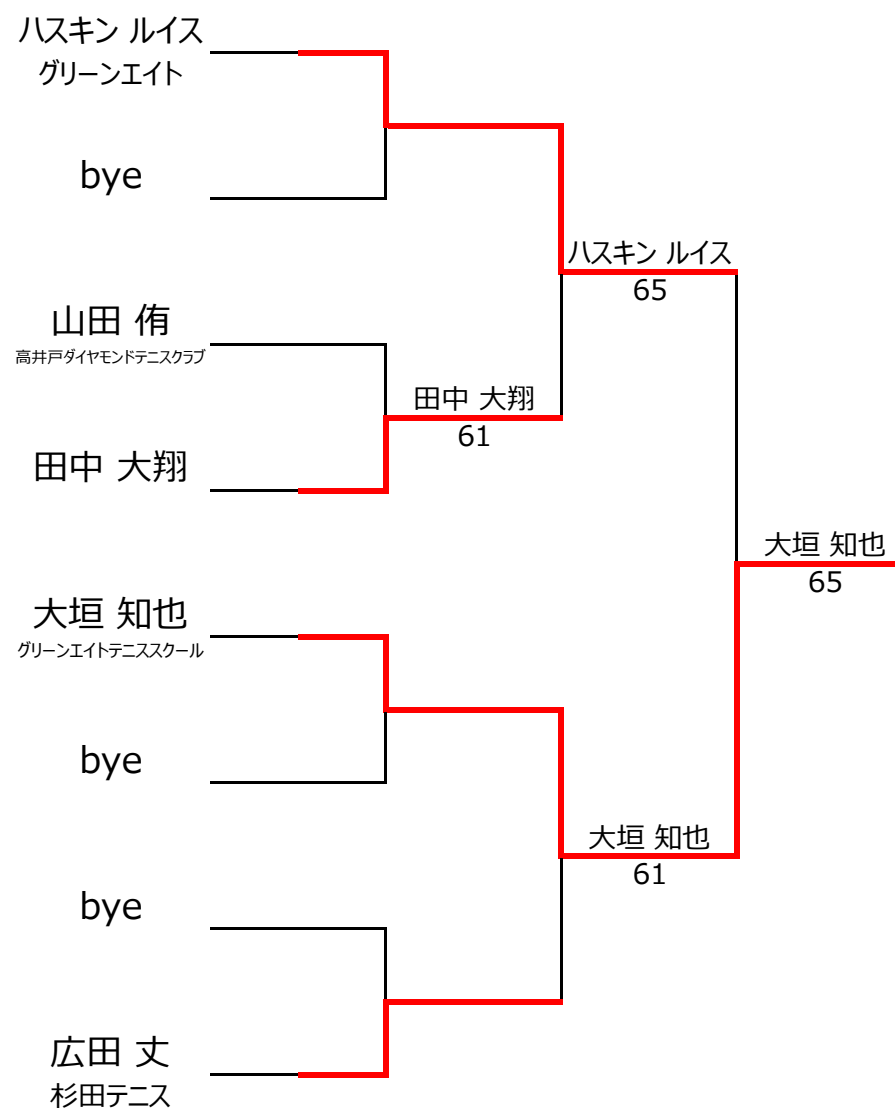 ハスキン ルイス
グリーンエイト
bye
ハスキン ルイス
65
山田 侑
高井戸ダイヤモンドテニスクラブ
田中 大翔
61
田中 大翔
大垣 知也
65
大垣 知也
グリーンエイトテニススクール
bye
大垣 知也
61
bye
広田 丈
杉田テニス